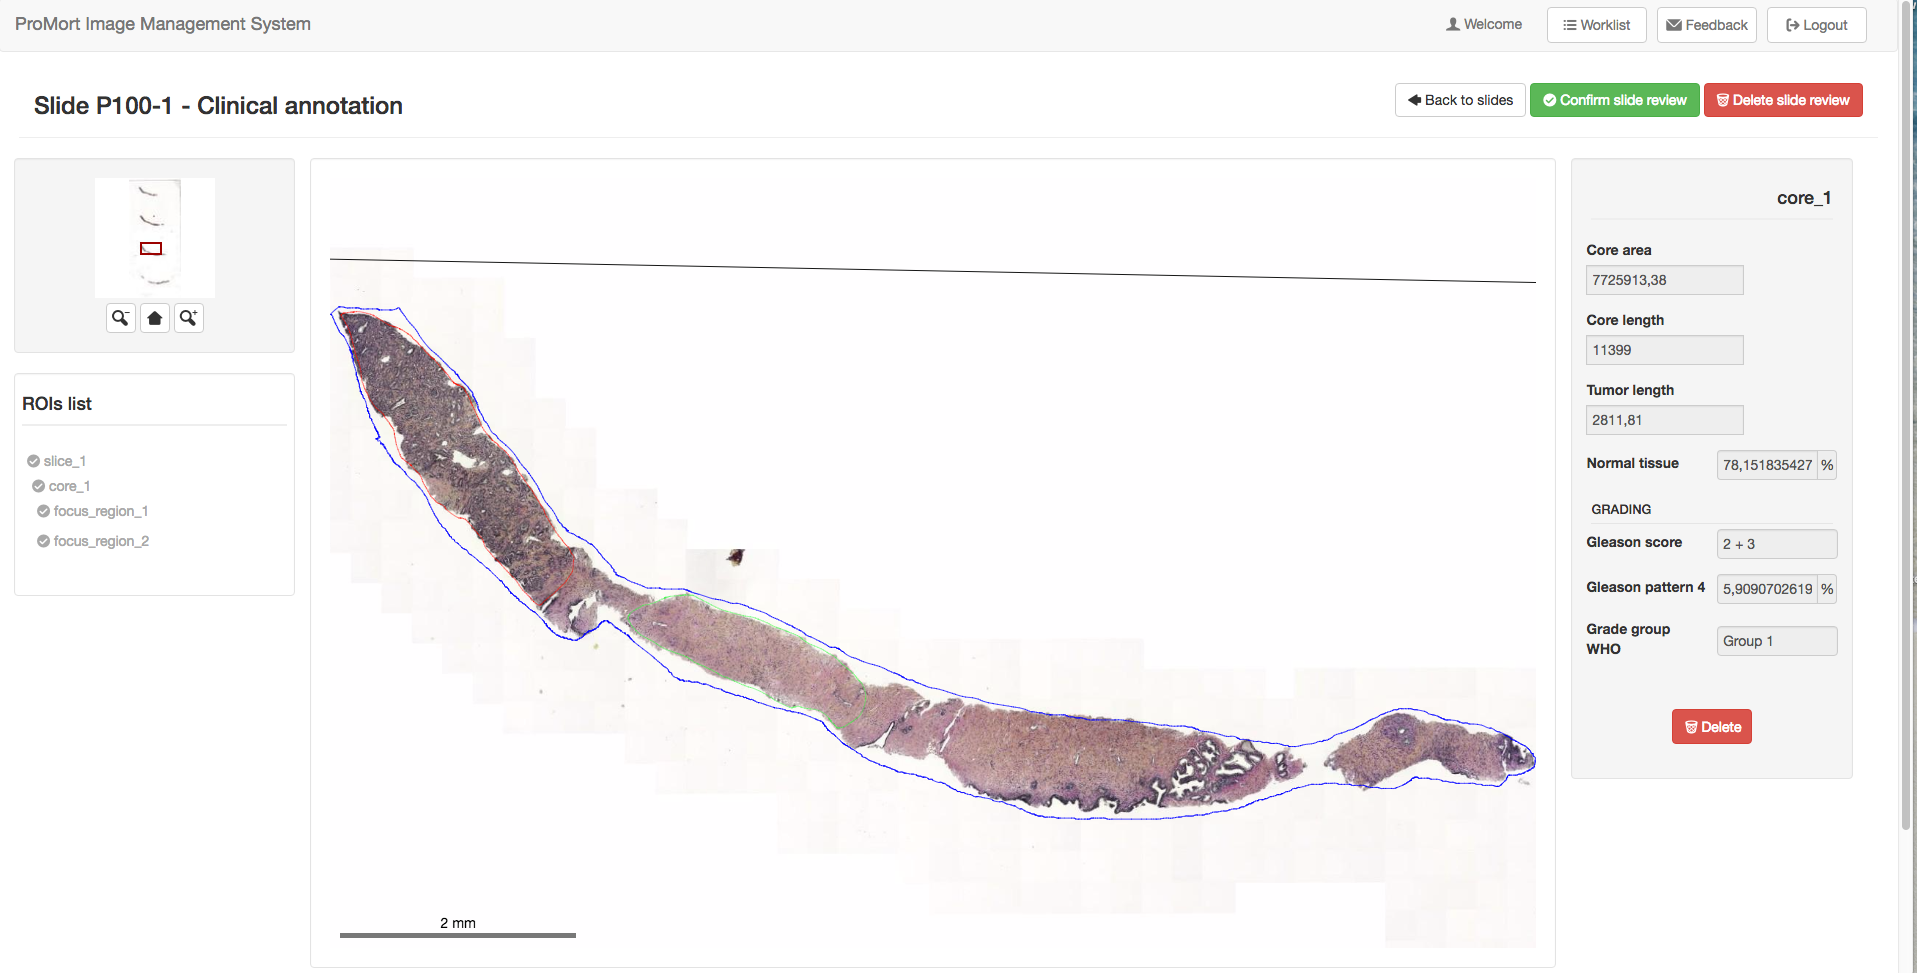 ProMort Image Management System
Welcome
Worklist
Feedback
Logout
Slide P100-1 - Clinical annotation
Back to slides
Confirm slide review
Delete slide review
ROIs list
slice_1
core_1
focus_region_1
focus_region_2
2 mm
core_1
Core area
7725913,38
Core length
11399
Tumor length
2811,81
Normal tissue
78,151835427 %
GRADING
Gleason score
2 + 3
Gleason pattern 4
5,9090702619 %
Grade group
WHO
Group 1
Delete